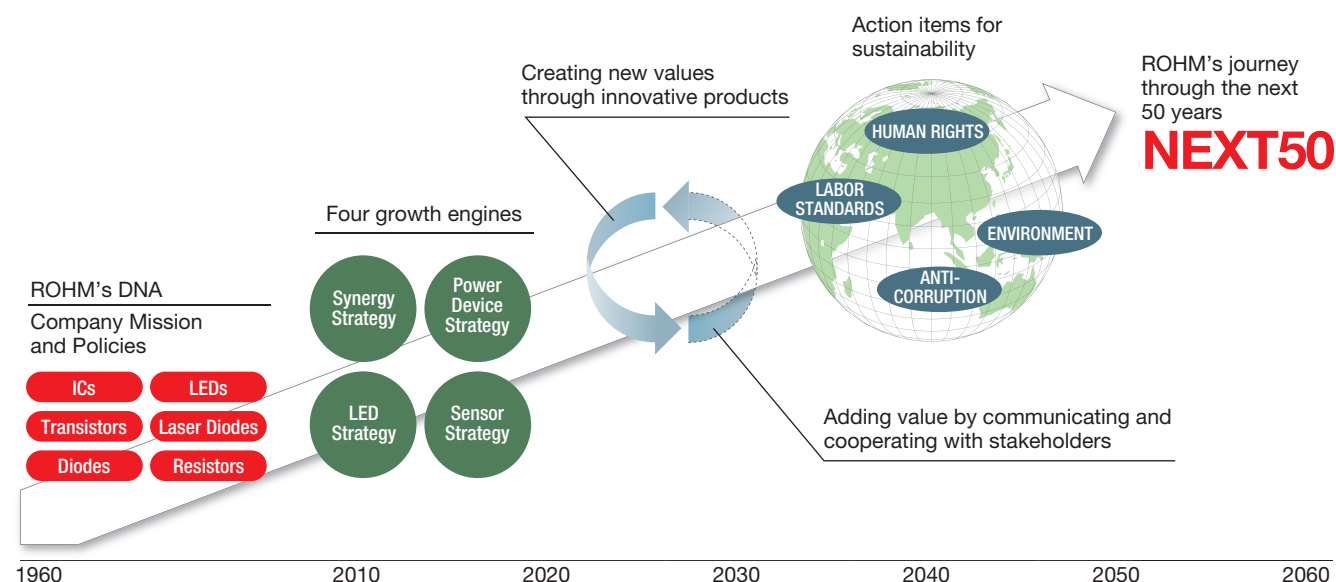 Action items for
sustainability
ROHM's journey
through the next
50 years
NEXT50
Creating new values
through innovative products
HUMAN RIGHTS
LABOR
STANDARDS
ENVIRONMENT
ANTI-
CORRUPTION
Four growth engines
Synergy
Strategy
Power
Device
Strategy
LED
Strategy
Sensor
Strategy
ROHM's DNA
Company Mission
and Policies
ICs
LEDs
Transistors
Laser Diodes
Diodes
Resistors
Adding value by communicating and
cooperating with stakeholders
1960 2010 2020 2030 2040 2050 2060